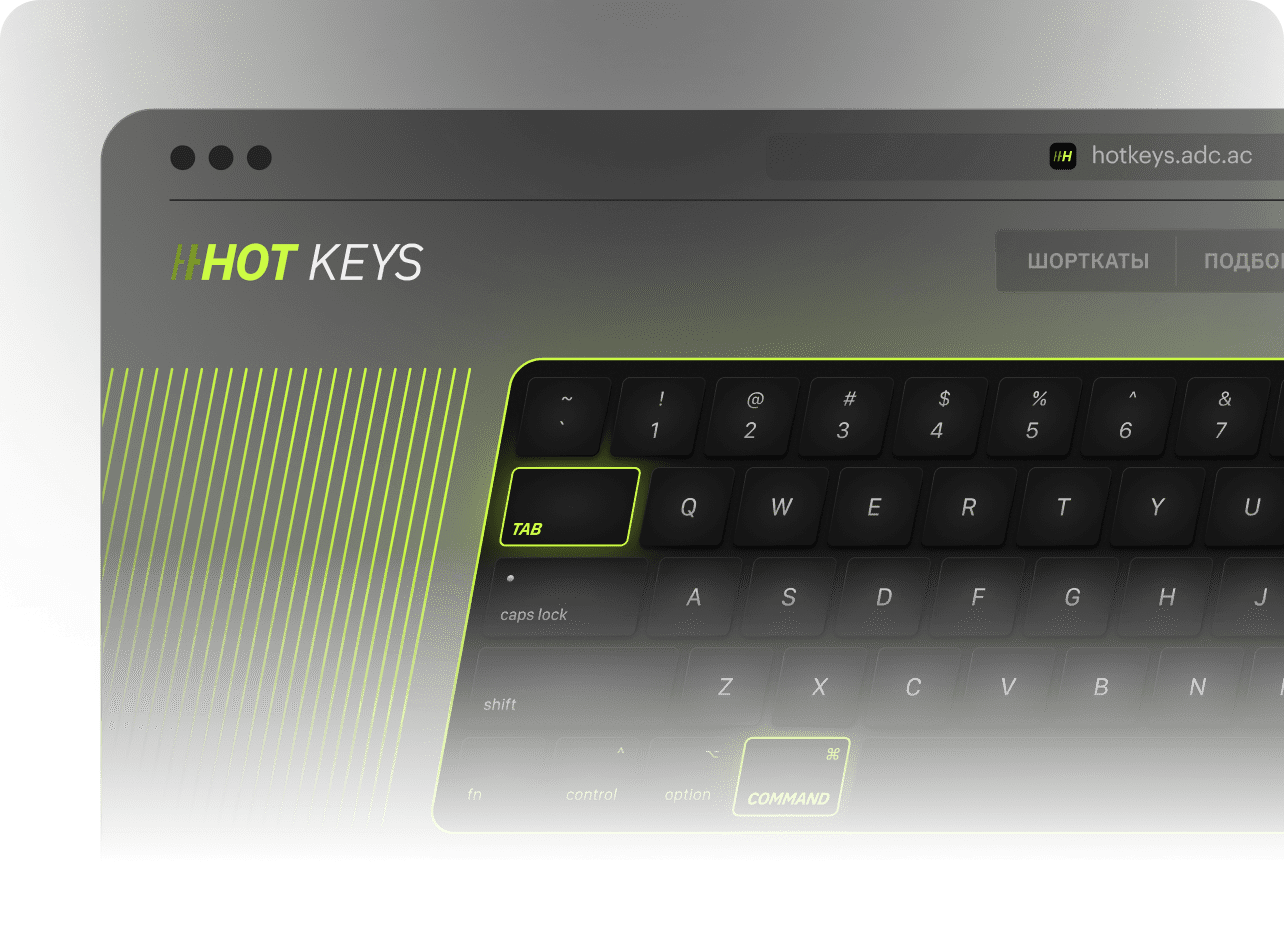 hotkeys.adc.ac
HOT KEYS
ШОРТКАТЫ
~ ! @ # $ % ^ &
` 1 2 3 4 5 6 7
TAB Q W E R T Y U
caps lock A S D F G H J
shift Z X C V B N
^ ⌥ ⌘
fn control option COMMAND